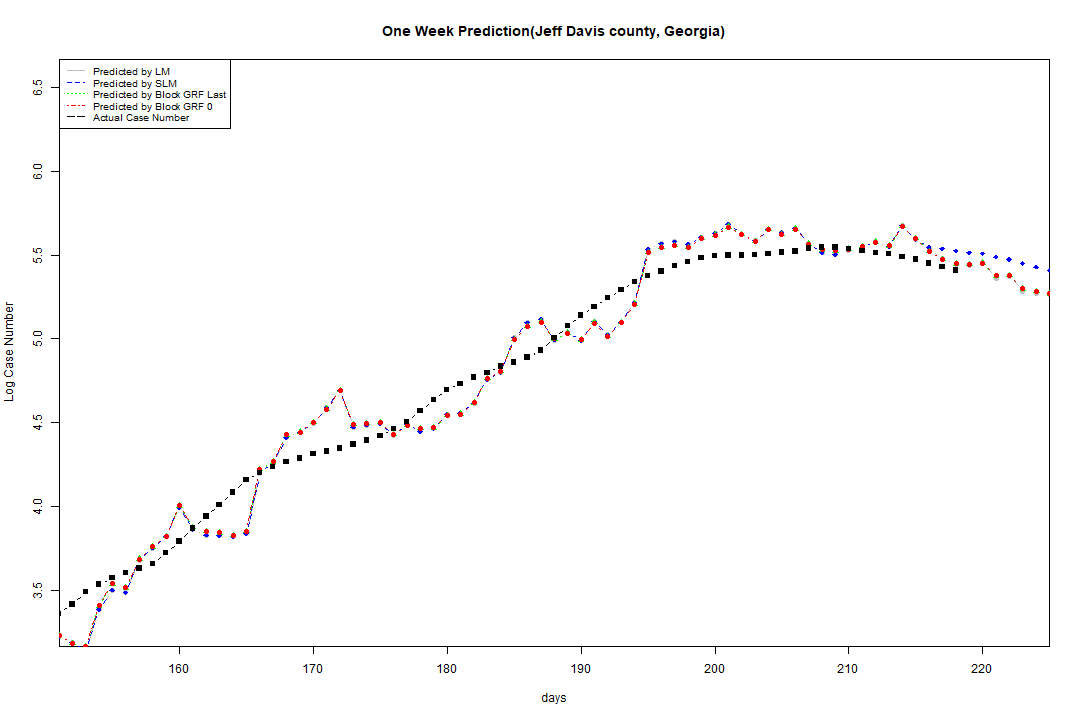 One Week Prediction(Jeff Davis county, Georgia)
Predicted by LM
Predicted by SLM
Predicted by Block GRF Last
Predicted by Block GRF 0
Actual Case Number
6.5
6.0
5.5
5.0
4.5
4.0
3.5
Log Case Number
160 170 180 190 200 210 220
days